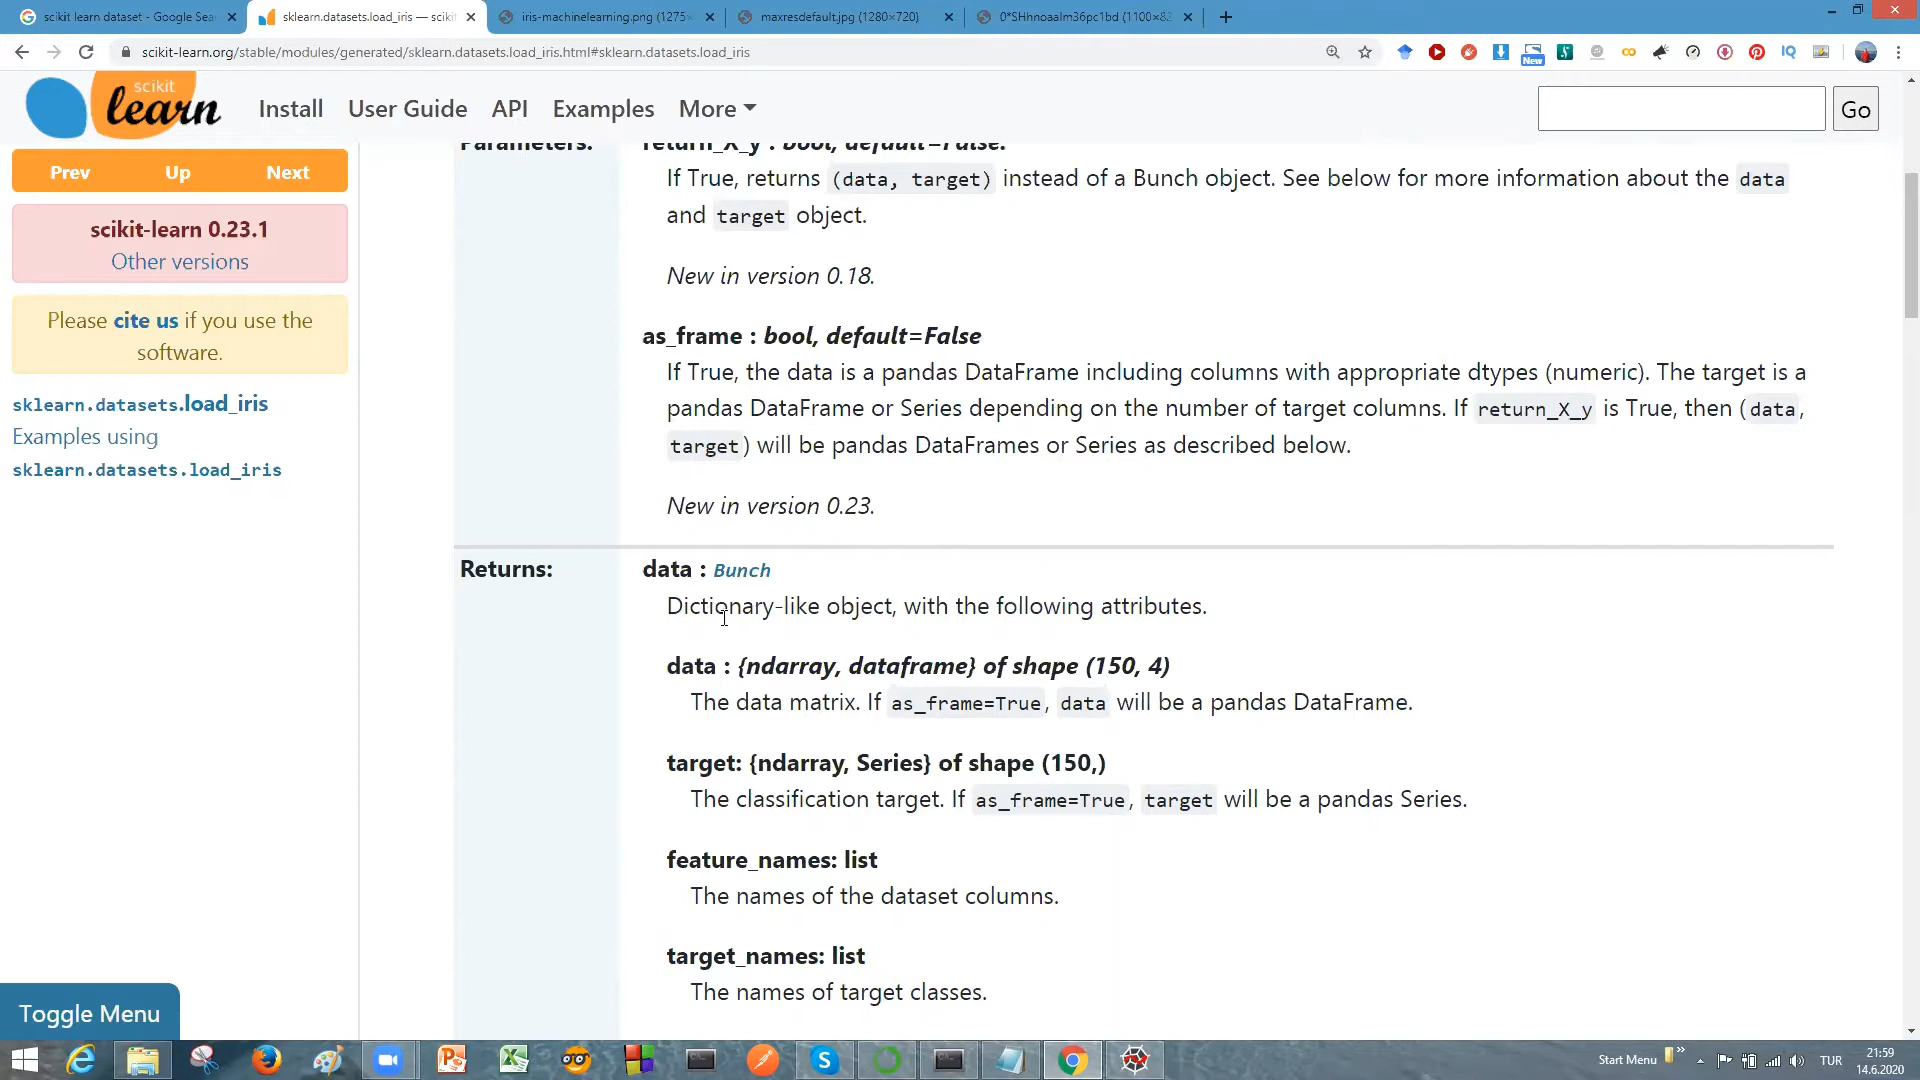 scikit learn dataset - Google Sea
sklearn.datasets.load_iris — scikit
iris-machinelearning.png (1275×
maxresdefault.jpg (1280×720)
0*SHhnoaalm36pc1bd (1100×82
scikit-learn.org/stable/modules/generated/sklearn.datasets.load_iris.html#sklearn.datasets.load_iris
New
IQ
scikit
learn
Install
User Guide
API
Examples
More
Go
Prev
Up
Next
scikit-learn 0.23.1
Other versions
Please cite us if you use the
software.
sklearn.datasets.load_iris
Examples using
sklearn.datasets.load_iris
Toggle Menu
Parameters:
return_X_y : bool, default=False.
If True, returns (data, target) instead of a Bunch object. See below for more information about the data
and target object.
New in version 0.18.
as_frame : bool, default=False
If True, the data is a pandas DataFrame including columns with appropriate dtypes (numeric). The target is a
pandas DataFrame or Series depending on the number of target columns. If return_X_y is True, then (data,
target) will be pandas DataFrames or Series as described below.
New in version 0.23.
Returns:
data : Bunch
Dictionary-like object, with the following attributes.
data : {ndarray, dataframe} of shape (150, 4)
The data matrix. If as_frame=True, data will be a pandas DataFrame.
target: {ndarray, Series} of shape (150,)
The classification target. If as_frame=True, target will be a pandas Series.
feature_names: list
The names of the dataset columns.
target_names: list
The names of target classes.
Start Menu
TUR
21:59
14.6.2020